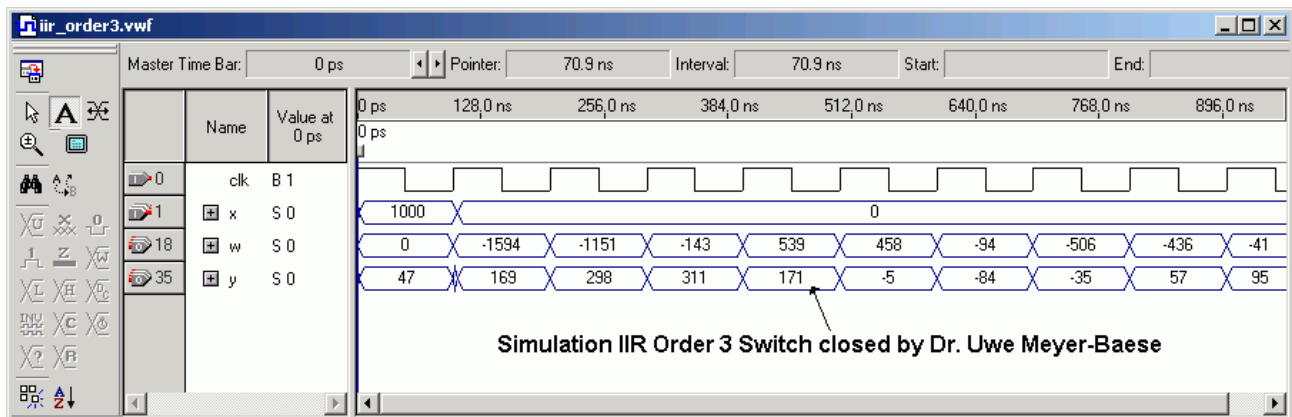 iir_order3.vwf
Master Time Bar: 0 ps Pointer: 70.9 ns Interval: 70.9 ns Start: End:
Name Value at 0 ps
0 ps 128.0 ns 256.0 ns 384.0 ns 512.0 ns 640.0 ns 768.0 ns 896.0 ns
0 ps
0 clk B 1
1 x S 0 1000 0
18 w S 0 0 -1594 -1151 -143 539 458 -94 -506 -436 -41
35 y S 0 47 169 298 311 171 -5 -84 -35 57 95
Simulation IIR Order 3 Switch closed by Dr. Uwe Meyer-Baese